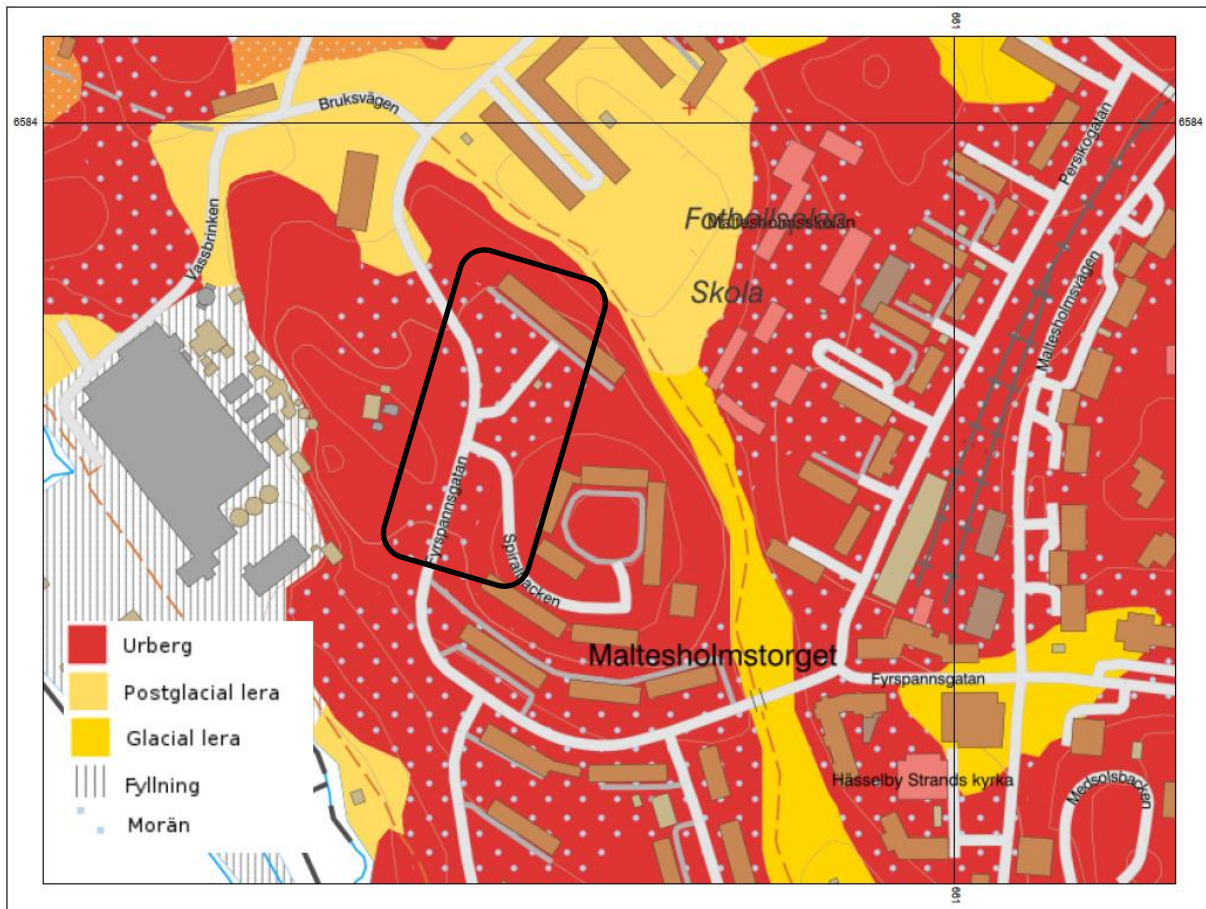 661
6584
6584
Bruksvägen
Persikogatan
Vassbrinken
Fotbollsplan
Maltesholmsskolan
Skola
Maltesholmsvägen
Fyrspannsgatan
Spiralbacken
Maltesholmstorget
Fyrspannsgatan
Hässelby Strands kyrka
Medsolsbacken
Urberg
Postglacial lera
Glacial lera
Fyllning
Morän
661